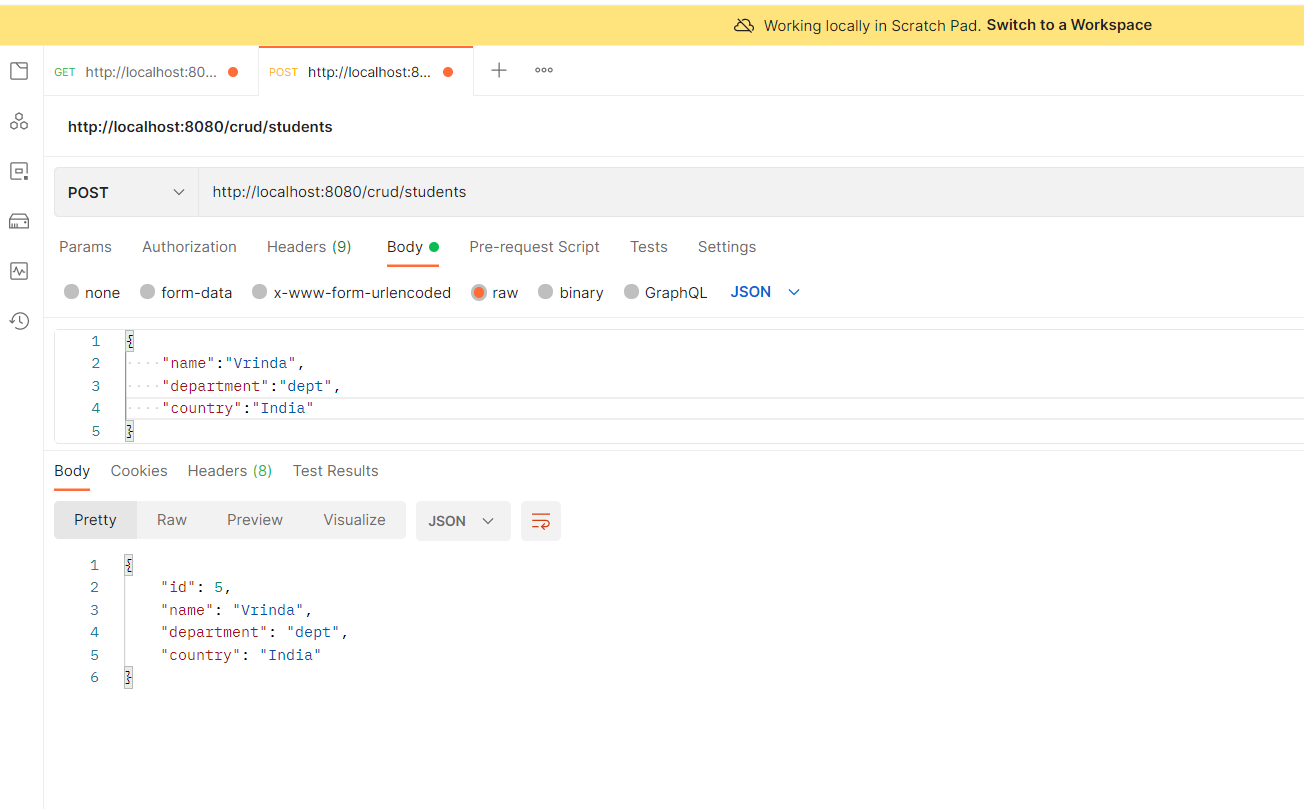 Working locally in Scratch Pad. Switch to a Workspace
GET http://localhost:80... POST http://localhost:8...
http://localhost:8080/crud/students
POST http://localhost:8080/crud/students
Params Authorization Headers (9) Body Pre-request Script Tests Settings
none form-data x-www-form-urlencoded raw binary GraphQL JSON
1 {
2 "name":"Vrinda",
3 "department":"dept",
4 "country":"India"
5 }
Body Cookies Headers (8) Test Results
Pretty Raw Preview Visualize JSON
1 {
2 "id": 5,
3 "name": "Vrinda",
4 "department": "dept",
5 "country": "India"
6 }